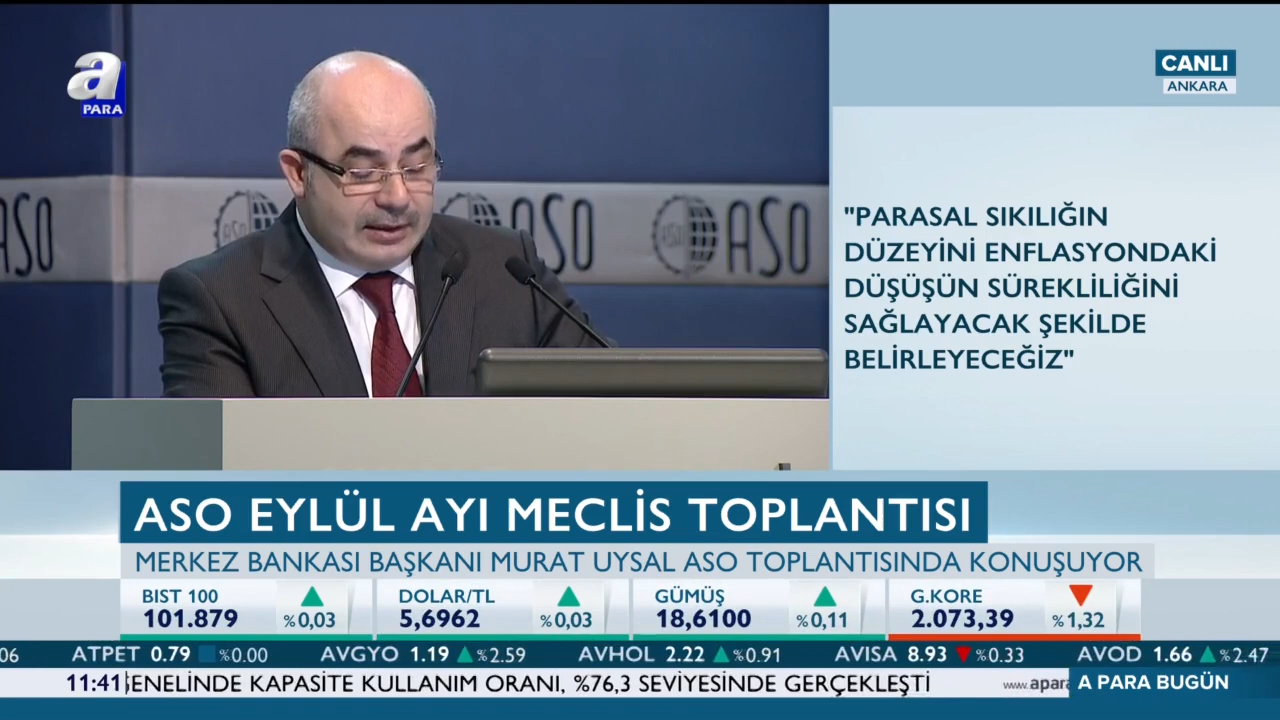 a
PARA
CANLI
ANKARA
ASO
ASO
ASO
ASO
ASO
"PARASAL SIKILIĞIN
DÜZEYİNİ ENFLASYONDAKİ
DÜŞÜŞÜN SÜREKLİLİĞİNİ
SAĞLAYACAK ŞEKİLDE
BELİRLEYECEĞİZ"
ASO EYLÜL AYI MECLİS TOPLANTISI
MERKEZ BANKASI BAŞKANI MURAT UYSAL ASO TOPLANTISINDA KONUŞUYOR
BIST 100 101.879 %0,03
DOLAR/TL 5,6962 %0,03
GÜMÜŞ 18,6100 %0,11
G.KORE 2.073,39 %1,32
06 ATPET 0.79 %0.00 AVGYO 1.19 %2.59 AVHOL 2.22 %0.91 AVISA 8.93 %0.33 AVOD 1.66 %2.47
11:41 GENELİNDE KAPASİTE KULLANIM ORANI, %76,3 SEVİYESİNDE GERÇEKLEŞTİ www.apara A PARA BUGÜN